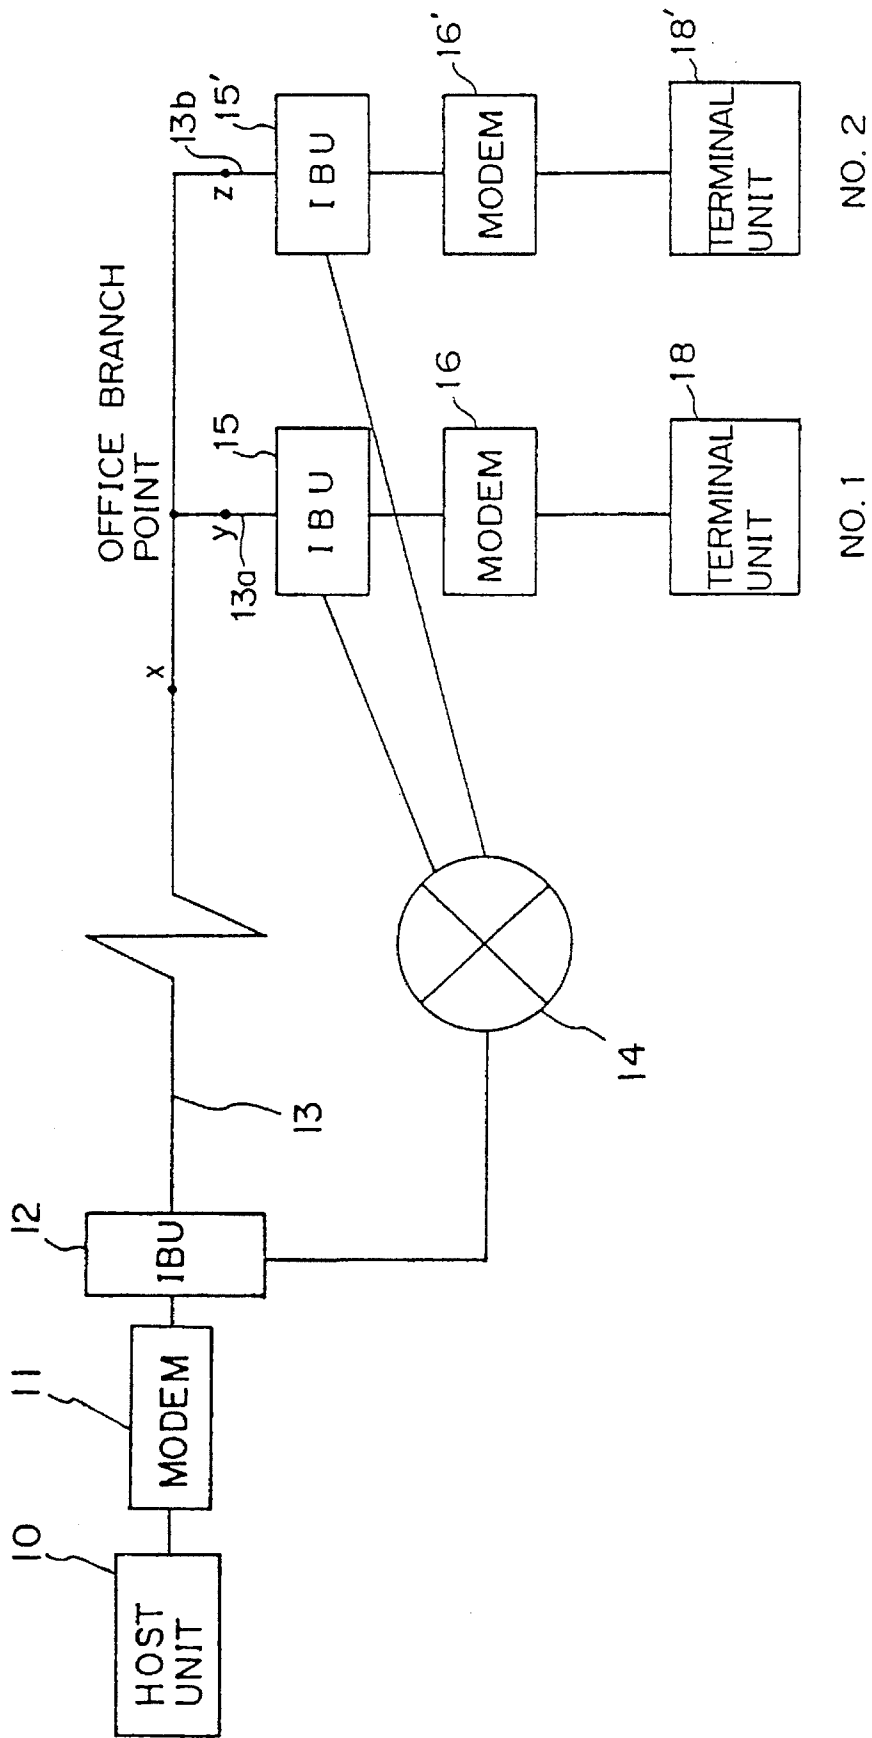 10
HOST
UNIT
11
MODEM
12
IBU
13
14
x
OFFICE BRANCH
POINT
y
13a
15
IBU
16
MODEM
18
TERMINAL
UNIT
NO. 1
z
13b
15'
IBU
16'
MODEM
18'
TERMINAL
UNIT
NO. 2